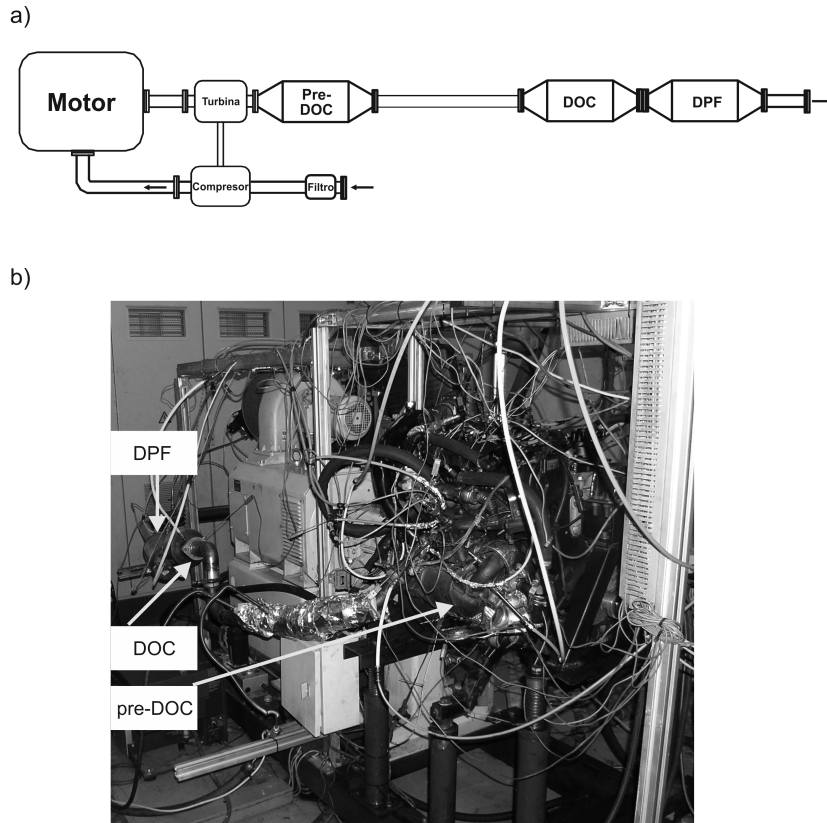 a)
Motor
Turbina
Pre-
DOC
DOC
DPF
Compresor
Filtro
b)
DPF
DOC
pre-DOC